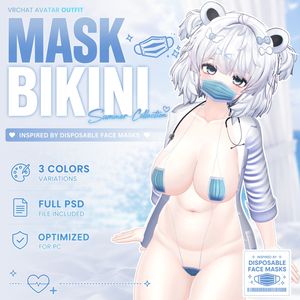 VRCHAT AVATAR OUTFIT
MASK
BIKINI
Summer Collection
INSPIRED BY DISPOSABLE FACE MASKS
3 COLORS
VARIATIONS
FULL PSD
FILE INCLUDED
OPTIMIZED
FOR PC
INSPIRED BY
DISPOSABLE
FACE MASKS